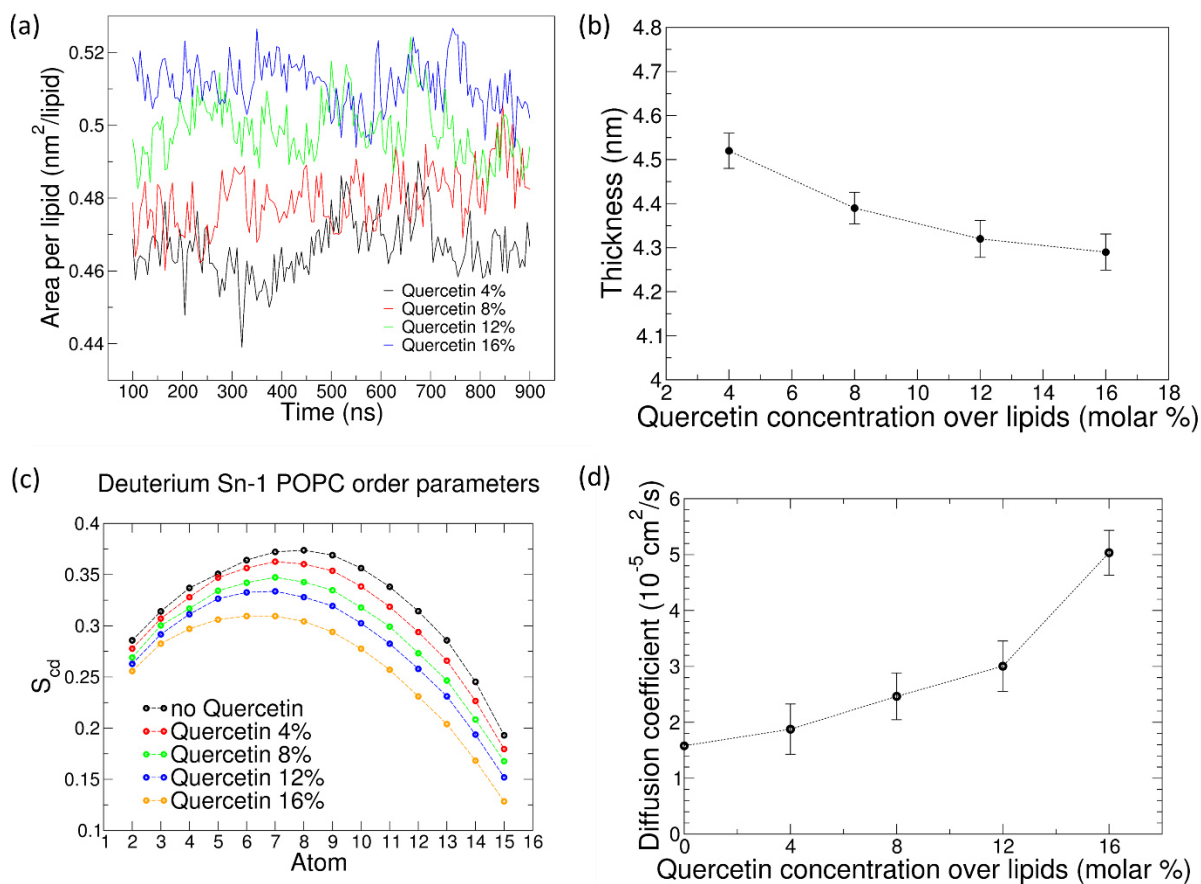 (a)
Area per lipid (nm²/lipid)
0.52
0.5
0.48
0.46
0.44
Quercetin 4%
Quercetin 8%
Quercetin 12%
Quercetin 16%
100 200 300 400 500 600 700 800 900
Time (ns)
(b)
Thickness (nm)
4.8
4.7
4.6
4.5
4.4
4.3
4.2
4.1
4
2 4 6 8 10 12 14 16 18
Quercetin concentration over lipids (molar %)
(c)
Deuterium Sn-1 POPC order parameters
S_cd
0.4
0.35
0.3
0.25
0.2
0.15
0.1
no Quercetin
Quercetin 4%
Quercetin 8%
Quercetin 12%
Quercetin 16%
1 2 3 4 5 6 7 8 9 10 11 12 13 14 15 16
Atom
(d)
Diffusion coefficient (10⁻⁵cm²/s)
6
5
4
3
2
1
0
0 4 8 12 16
Quercetin concentration over lipids (molar %)